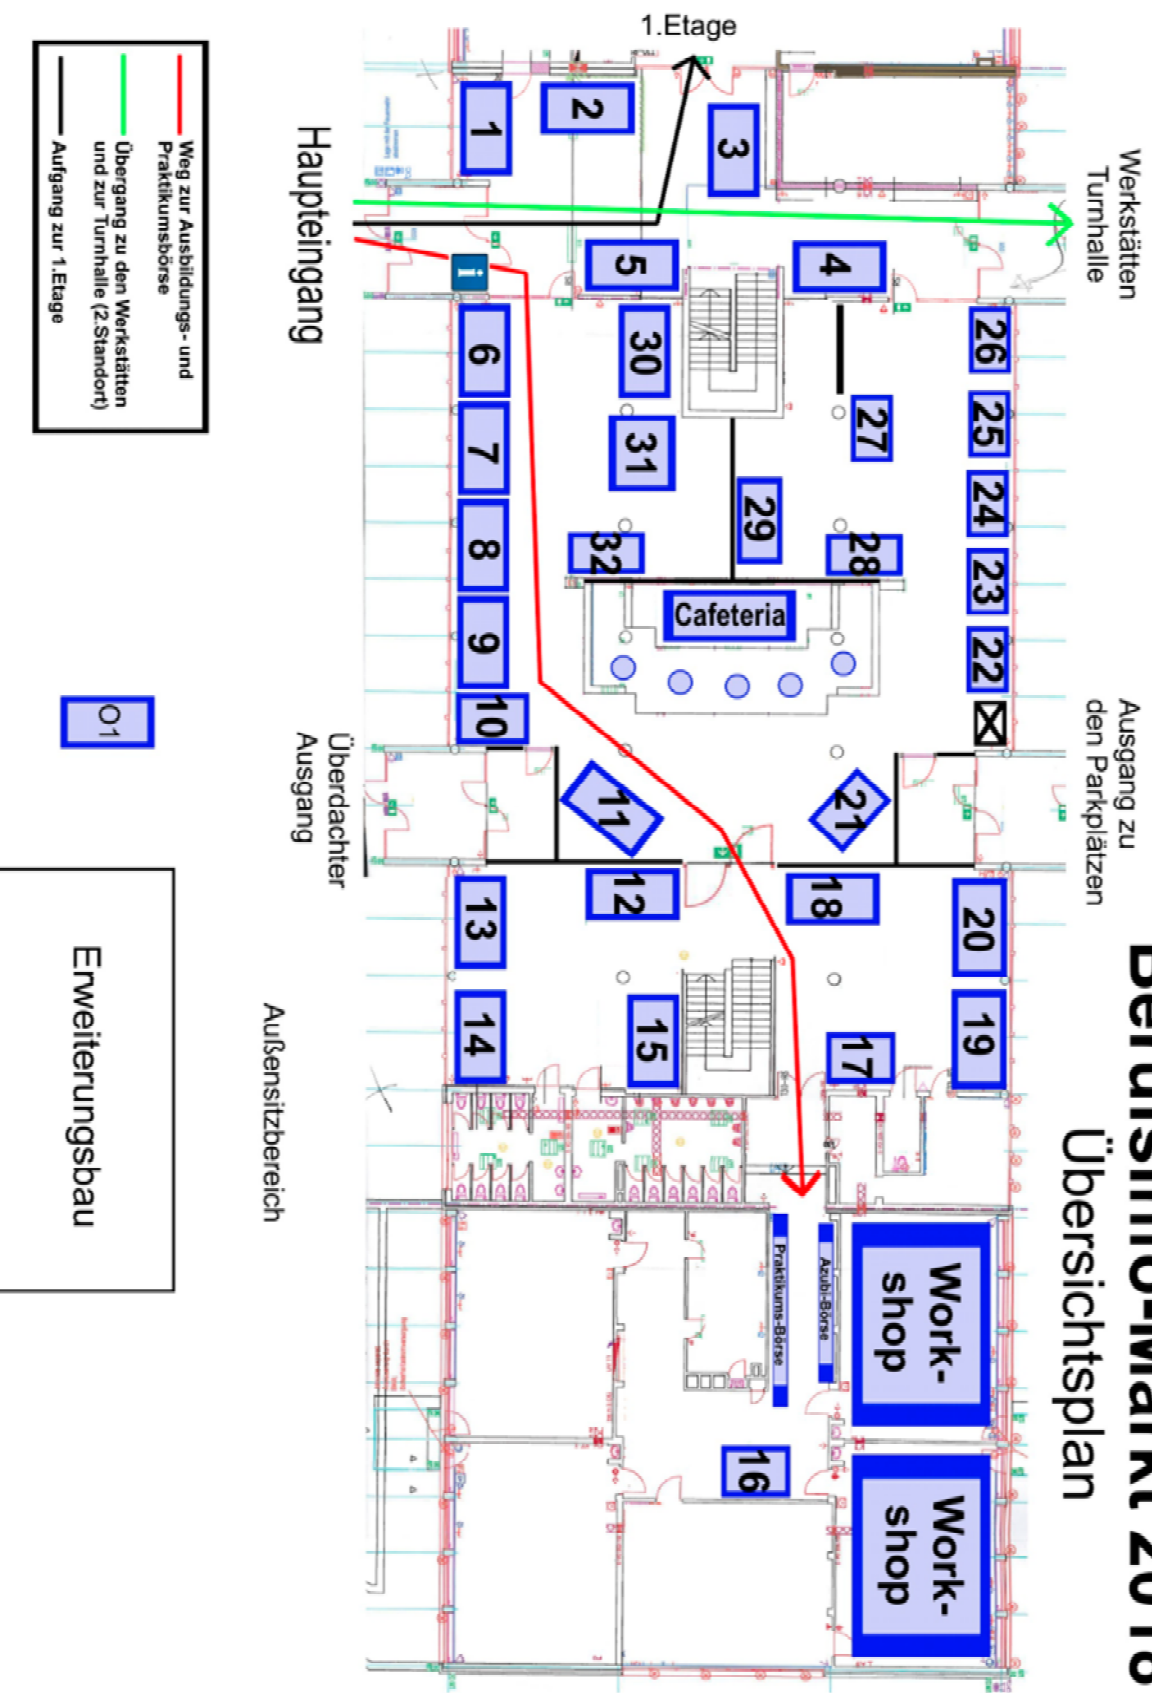 Berufsinfo-Markt 2018
Übersichtsplan
1.Etage
Werkstätten
Turnhalle
Ausgang zu
den Parkplätzen
Haupteingang
Überdachter
Ausgang
Außensitzbereich
Erweiterungsbau
Weg zur Ausbildungs- und
Praktikumsbörse
Übergang zu den Werkstätten
und zur Turnhalle (2.Standort)
Aufgang zur 1.Etage
O1
i
1
2
3
4
5
6
7
8
9
10
11
12
13
14
15
16
17
18
19
20
21
22
23
24
25
26
27
28
29
30
31
32
Cafeteria
Praktikums-Börse
Azubi-Börse
Work-
shop
Work-
shop